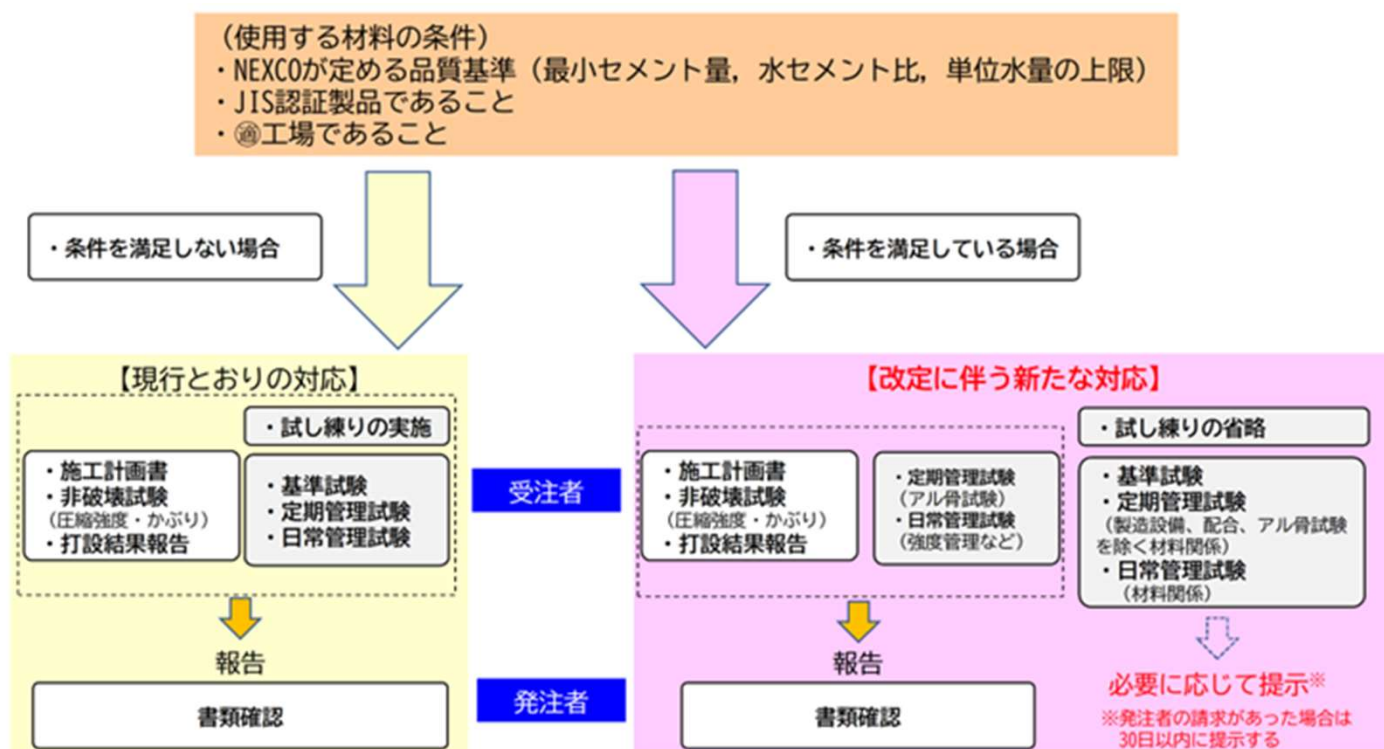 （使用する材料の条件）
・NEXCOが定める品質基準（最小セメント量，水セメント比，単位水量の上限）
・JIS認証製品であること
・㊜工場であること
・条件を満足しない場合
・条件を満足している場合
【現行とおりの対応】
・試し練りの実施
・施工計画書
・非破壊試験
（圧縮強度・かぶり）
・打設結果報告
・基準試験
・定期管理試験
・日常管理試験
報告
書類確認
受注者
発注者
【改定に伴う新たな対応】
・施工計画書
・非破壊試験
（圧縮強度・かぶり）
・打設結果報告
・定期管理試験
（アル骨試験）
・日常管理試験
（強度管理など）
報告
書類確認
・試し練りの省略
・基準試験
・定期管理試験
（製造設備、配合、アル骨試験
を除く材料関係）
・日常管理試験
（材料関係）
必要に応じて提示※
※発注者の請求があった場合は
30日以内に提示する